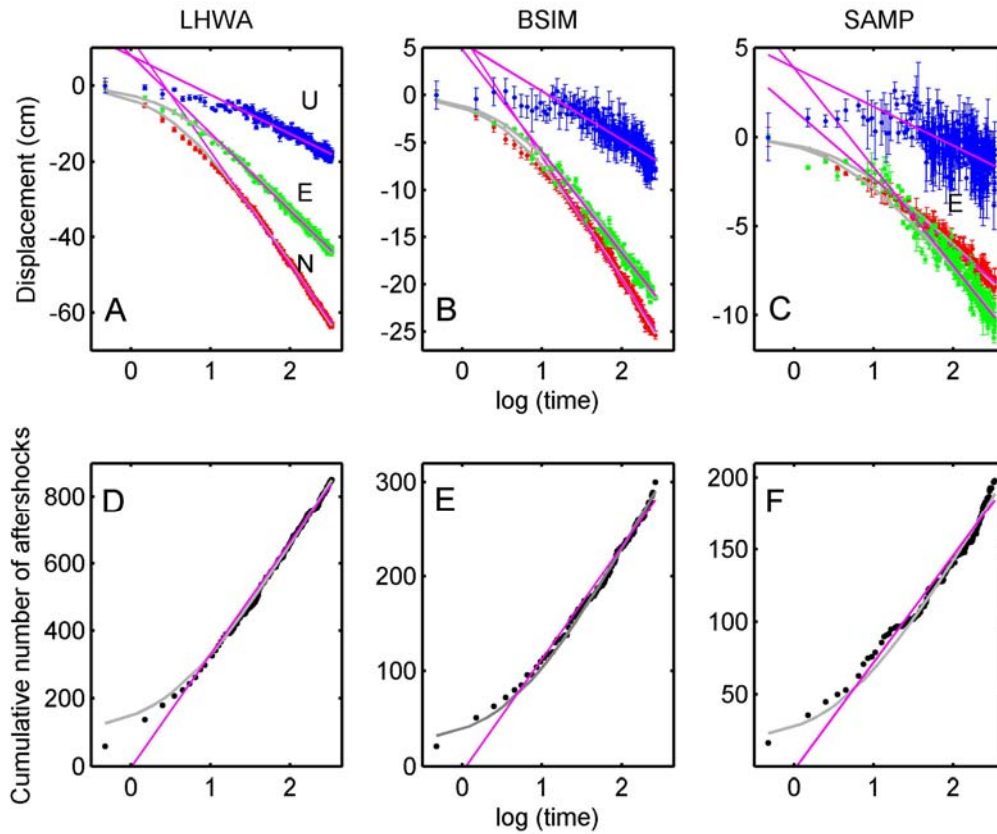 LHWA
BSIM
SAMP
Displacement (cm)
0
-20
-40
-60
U
E
N
A
0
1
2
5
0
-5
-10
-15
-20
-25
B
0
1
2
log (time)
5
0
-5
-10
E
C
0
1
2
Cumulative number of aftershocks
800
600
400
200
0
D
0
1
2
300
200
100
0
E
0
1
2
log (time)
200
150
100
50
F
0
1
2